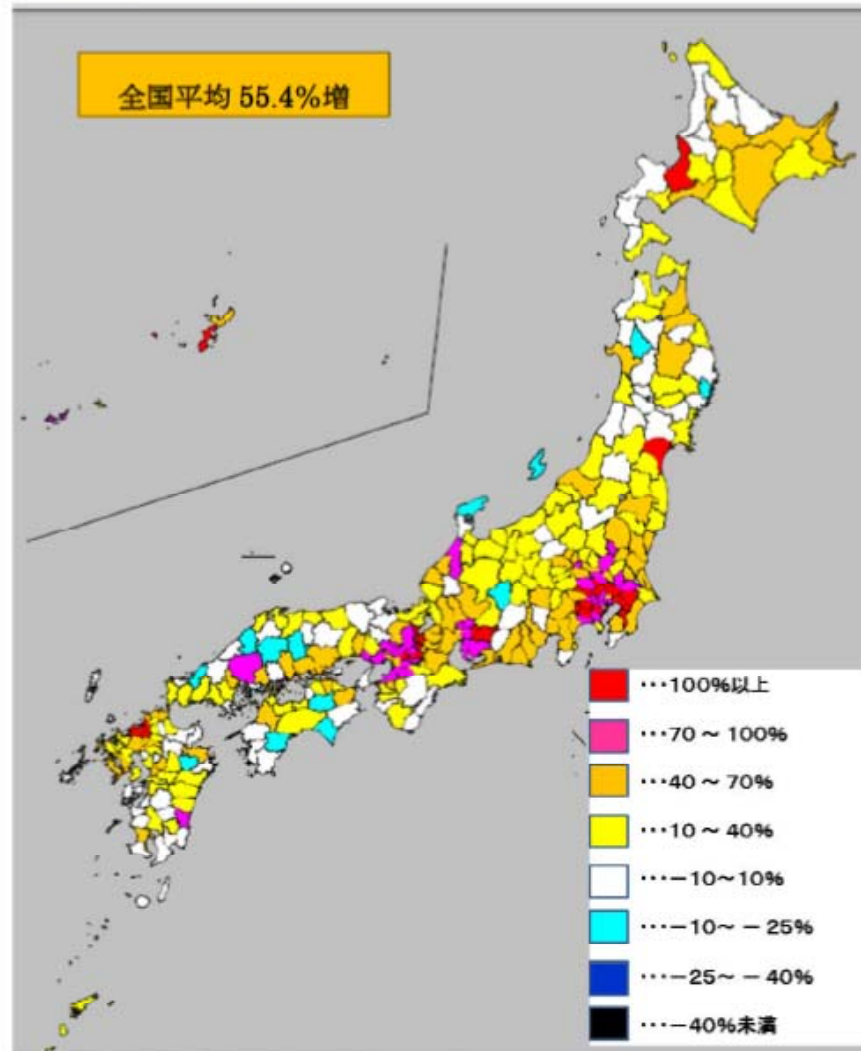 全国平均 55.4%増
…100%以上
…70 ～ 100%
…40 ～ 70%
…10 ～ 40%
…－10～10%
…－10～ － 25%
…－25～ － 40%
…－40%未満